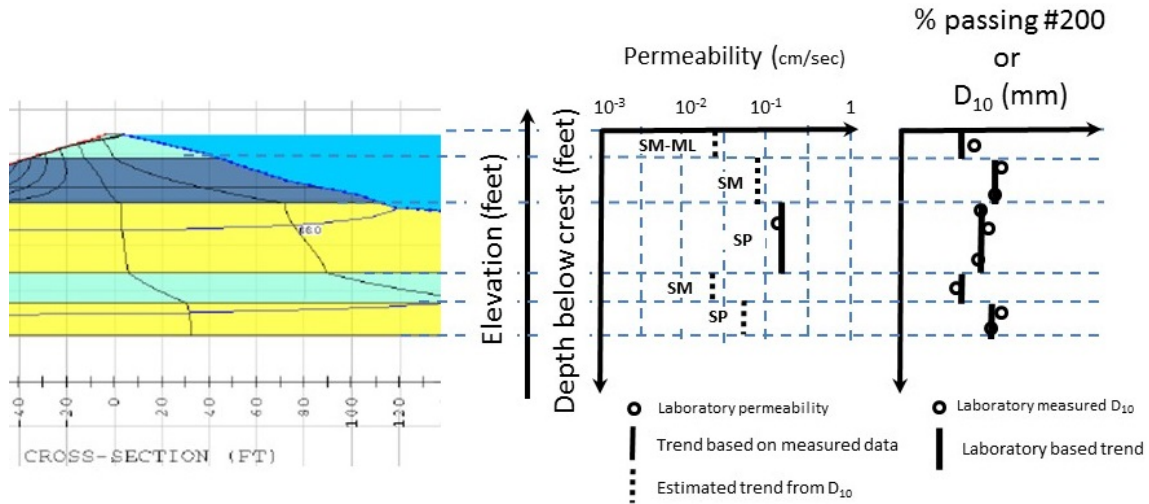 % passing #200
or
D10 (mm)
Permeability (cm/sec)
10-3 10-2 10-1 1
Elevation (feet)
Depth below crest (feet)
SM-ML
SM
SP
SM
SP
-20 0 20 40 60 80 100 120
CROSS-SECTION (FT)
Laboratory permeability
Trend based on measured data
Estimated trend from D10
Laboratory measured D10
Laboratory based trend